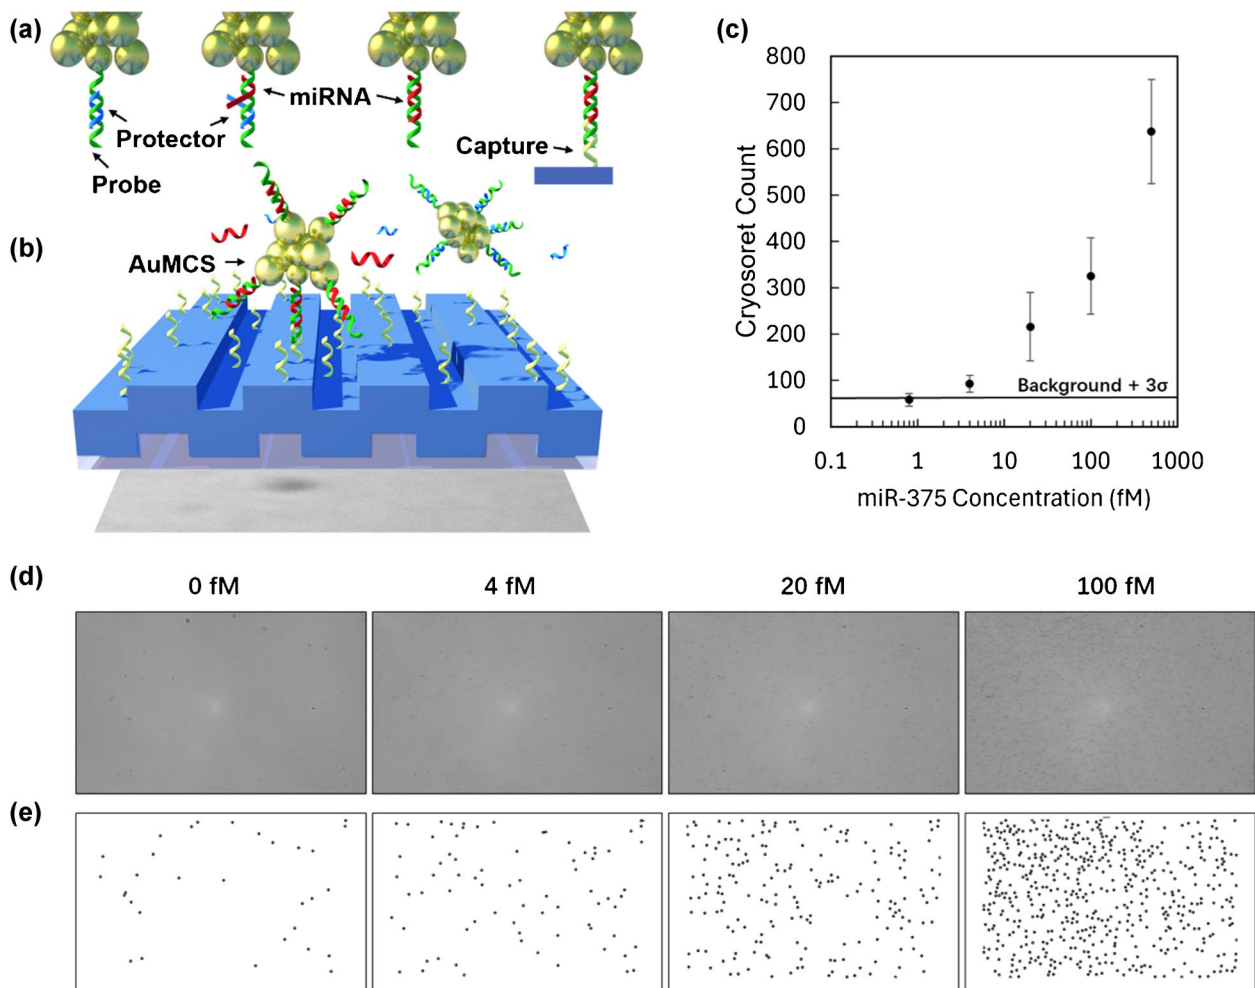 (a)
miRNA
Protector
Probe
Capture
(b)
AuMCS
(c)
Cryosoret Count
800
700
600
500
400
300
200
100
0
Background + 3σ
0.1 1 10 100 1000
miR-375 Concentration (fM)
(d)
0 fM 4 fM 20 fM 100 fM
(e)